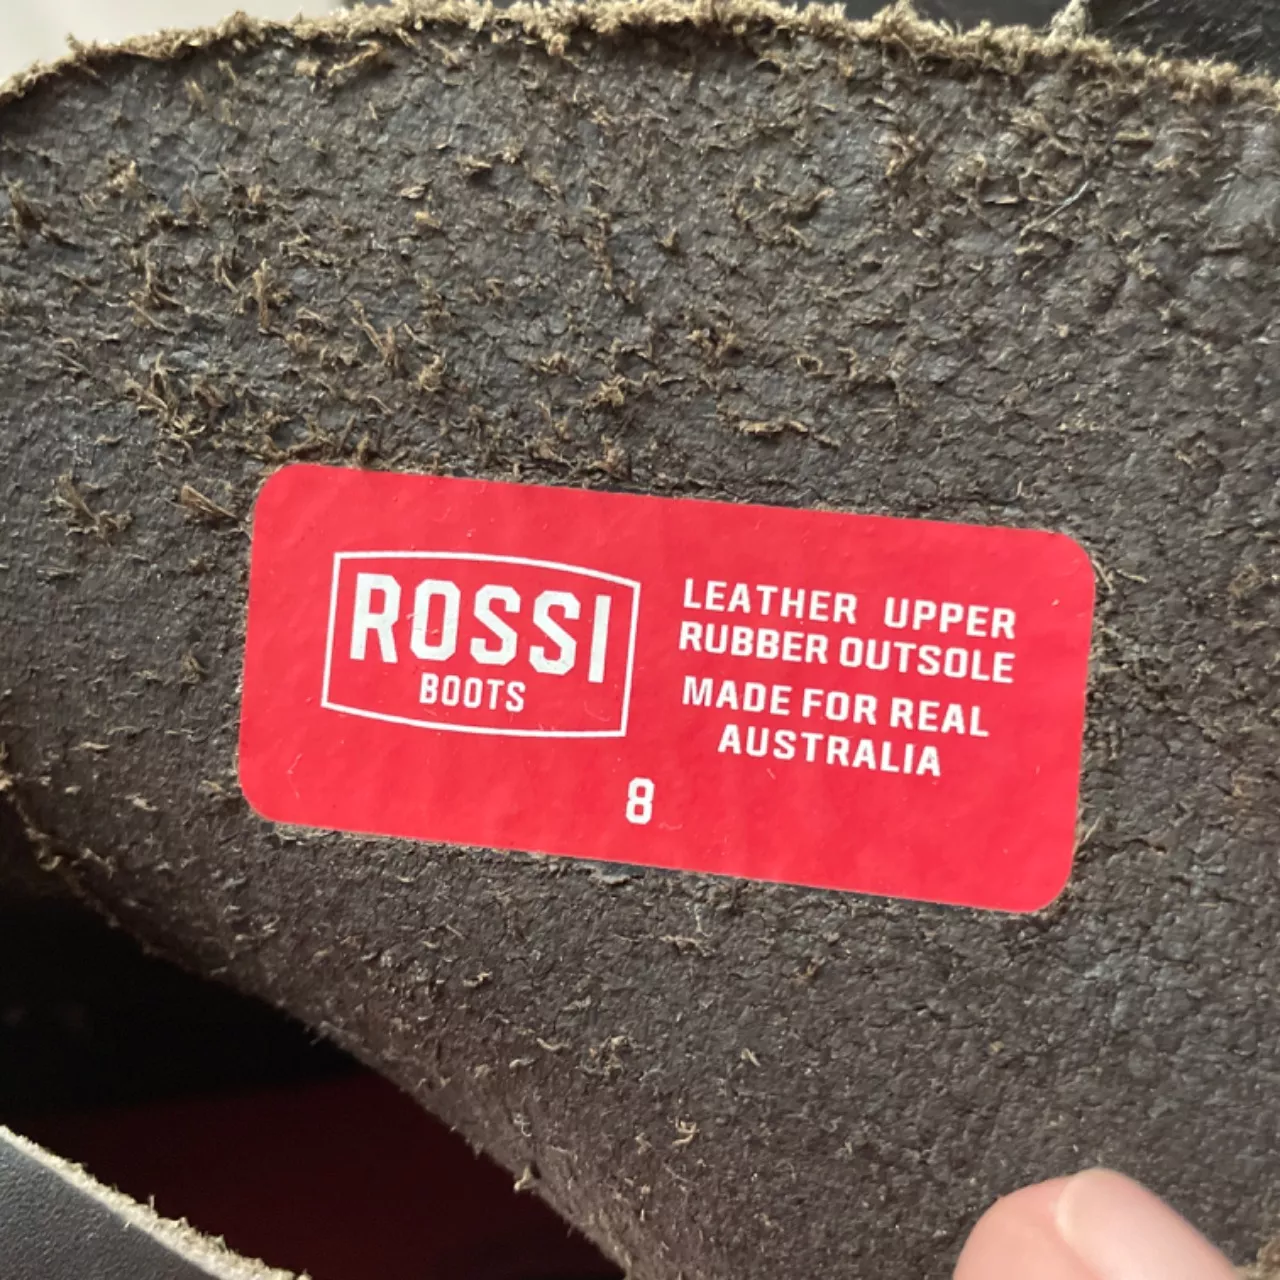 ROSSI
BOOTS
LEATHER UPPER
RUBBER OUTSOLE
MADE FOR REAL
AUSTRALIA
8